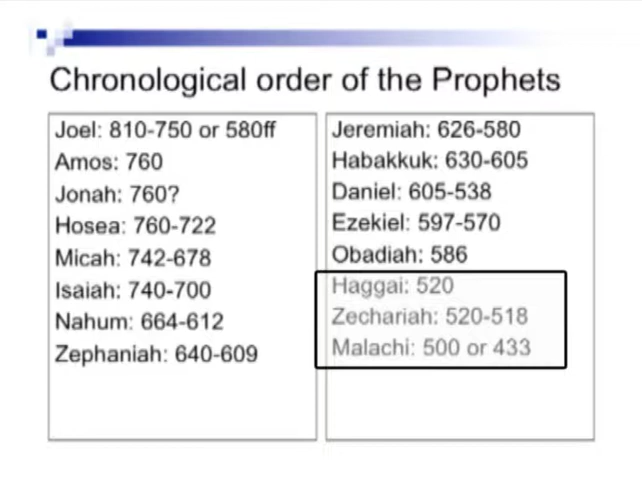 Chronological order of the Prophets
Joel: 810-750 or 580ff
Amos: 760
Jonah: 760?
Hosea: 760-722
Micah: 742-678
Isaiah: 740-700
Nahum: 664-612
Zephaniah: 640-609
Jeremiah: 626-580
Habakkuk: 630-605
Daniel: 605-538
Ezekiel: 597-570
Obadiah: 586
Haggai: 520
Zechariah: 520-518
Malachi: 500 or 433